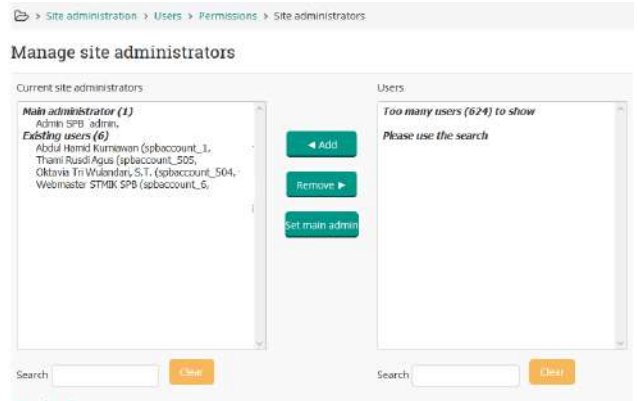 > Site administration > Users > Permissions > Site administrators
Manage site administrators
Current site administrators
Main administrator (1)
Admin SPB `admin,
Existing users (6)
Abdul Hamid Kurniawan (spbaccount_1,
Thami Rusdi Agus (spbaccount_505,
Oktavia Tri Wulandari, S.T. (spbaccount_504,
Webmaster STMIK SPB (spbaccount_6,
Search
Clear
◄ Add
Remove ►
Set main admin
Users
Too many users (624) to show
Please use the search
Search
Clear